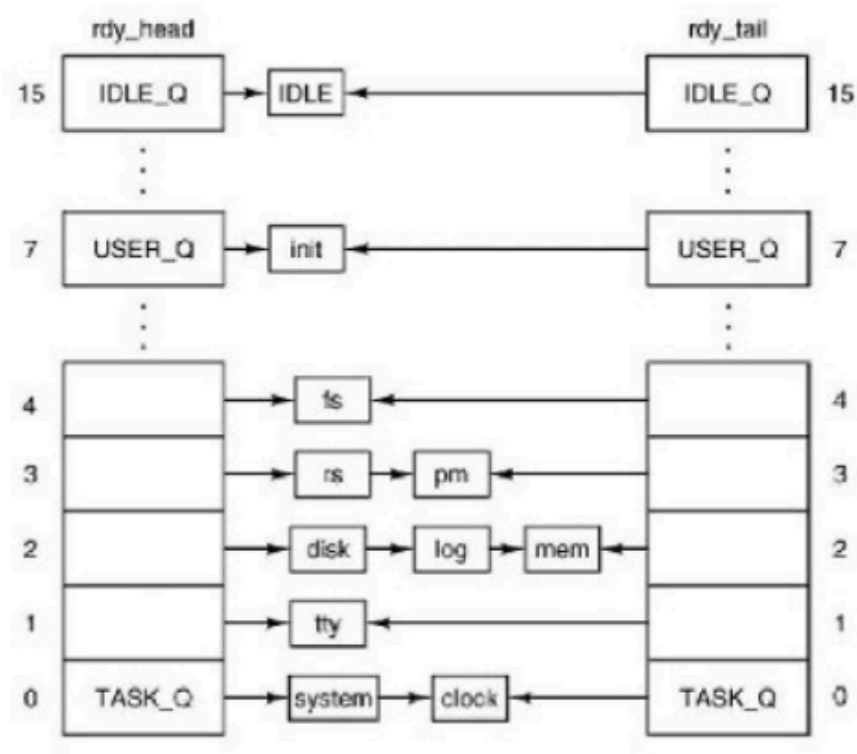 rdy_head rdy_tail
15 IDLE_Q IDLE IDLE_Q 15
7 USER_Q init USER_Q 7
4 fs 4
3 rs pm 3
2 disk log mem 2
1 tty 1
0 TASK_Q system clock TASK_Q 0